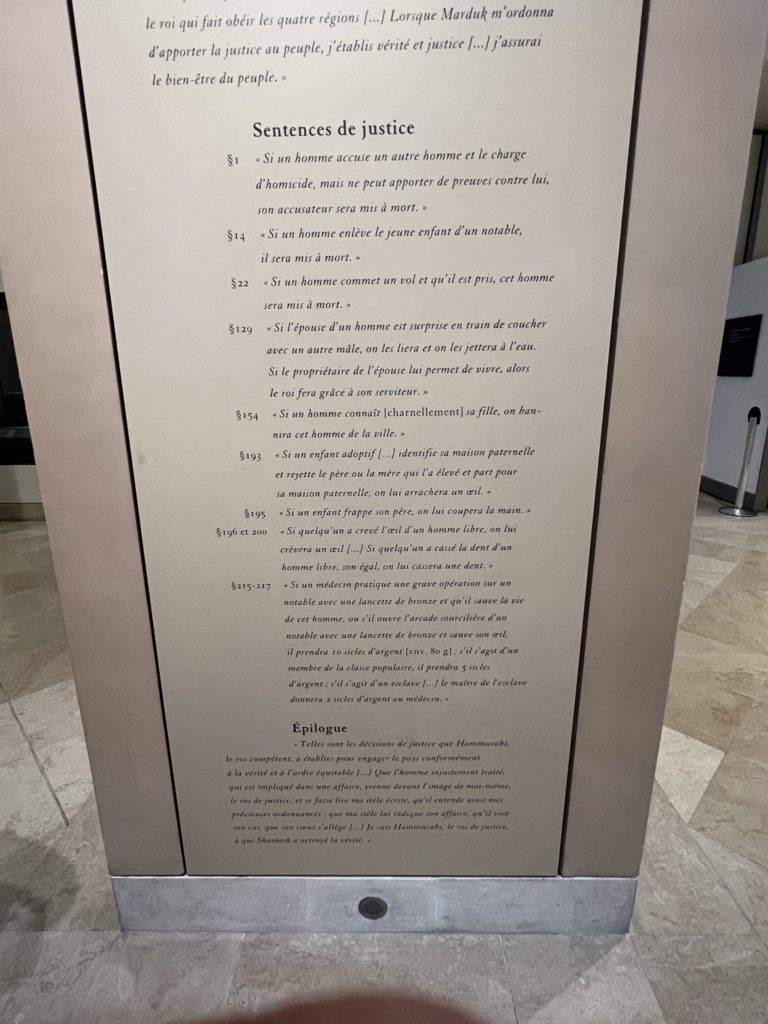 le roi qui fait obéir les quatre régions [...] Lorsque Marduk m'ordonna
d'apporter la justice au peuple, j'établis vérité et justice [...] j'assurai
le bien-être du peuple. »
Sentences de justice
§1 « Si un homme accuse un autre homme et le charge
d'homicide, mais ne peut apporter de preuves contre lui,
son accusateur sera mis à mort. »
§14 « Si un homme enlève le jeune enfant d'un notable,
il sera mis à mort. »
§22 « Si un homme commet un vol et qu'il est pris, cet homme
sera mis à mort. »
§129 « Si l'épouse d'un homme est surprise en train de coucher
avec un autre mâle, on les liera et on les jettera à l'eau.
Si le propriétaire de l'épouse lui permet de vivre, alors
le roi fera grâce à son serviteur. »
§154 « Si un homme connaît [charnellement] sa fille, on ban-
nira cet homme de la ville. »
§193 « Si un enfant adoptif [...] identifie sa maison paternelle
et rejette le père ou la mère qui l'a élevé et part pour
sa maison paternelle, on lui arrachera un œil. »
§195 « Si un enfant frappe son père, on lui coupera la main. »
§196 et 200 « Si quelqu'un a crevé l'œil d'un homme libre, on lui
crèvera un œil [...] Si quelqu'un a cassé la dent d'un
homme libre, son égal, on lui cassera une dent. »
§215-217 « Si un médecin pratique une grave opération sur un
notable avec une lancette de bronze et qu'il sauve la vie
de cet homme, ou s'il ouvre l'arcade sourcilière d'un
notable avec une lancette de bronze et sauve son œil,
il prendra 10 sicles d'argent [env. 80 g] ; s'il s'agit d'un
membre de la classe populaire, il prendra 5 sicles
d'argent ; s'il s'agit d'un esclave [...] le maître de l'esclave
donnera 2 sicles d'argent au médecin. »
Épilogue
« Telles sont les décisions de justice que Hammurabi,
le roi compétent, a établies pour engager le pays conformément
à la vérité et à l'ordre équitable [...] Que l'homme injustement traité,
qui est impliqué dans une affaire, vienne devant l'image de moi-même,
le roi de justice, et se fasse lire ma stèle écrite, qu'il entende ainsi mes
précieuses ordonnances ; que ma stèle lui indique son affaire, qu'il voit
son cas, que son cœur s'allège [...] Je suis Hammurabi, le roi de justice,
à qui Shamash a octroyé la vérité. »